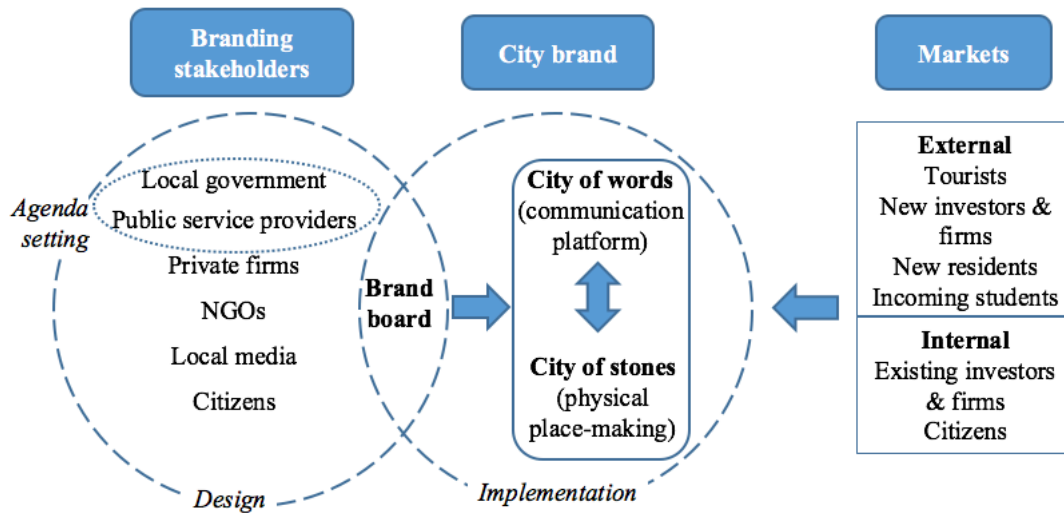 Branding
stakeholders
City brand
Markets
Agenda
setting
Local government
Public service providers
Private firms
NGOs
Local media
Citizens
Design
Brand
board
City of words
(communication
platform)
City of stones
(physical
place-making)
Implementation
External
Tourists
New investors &
firms
New residents
Incoming students
Internal
Existing investors
& firms
Citizens